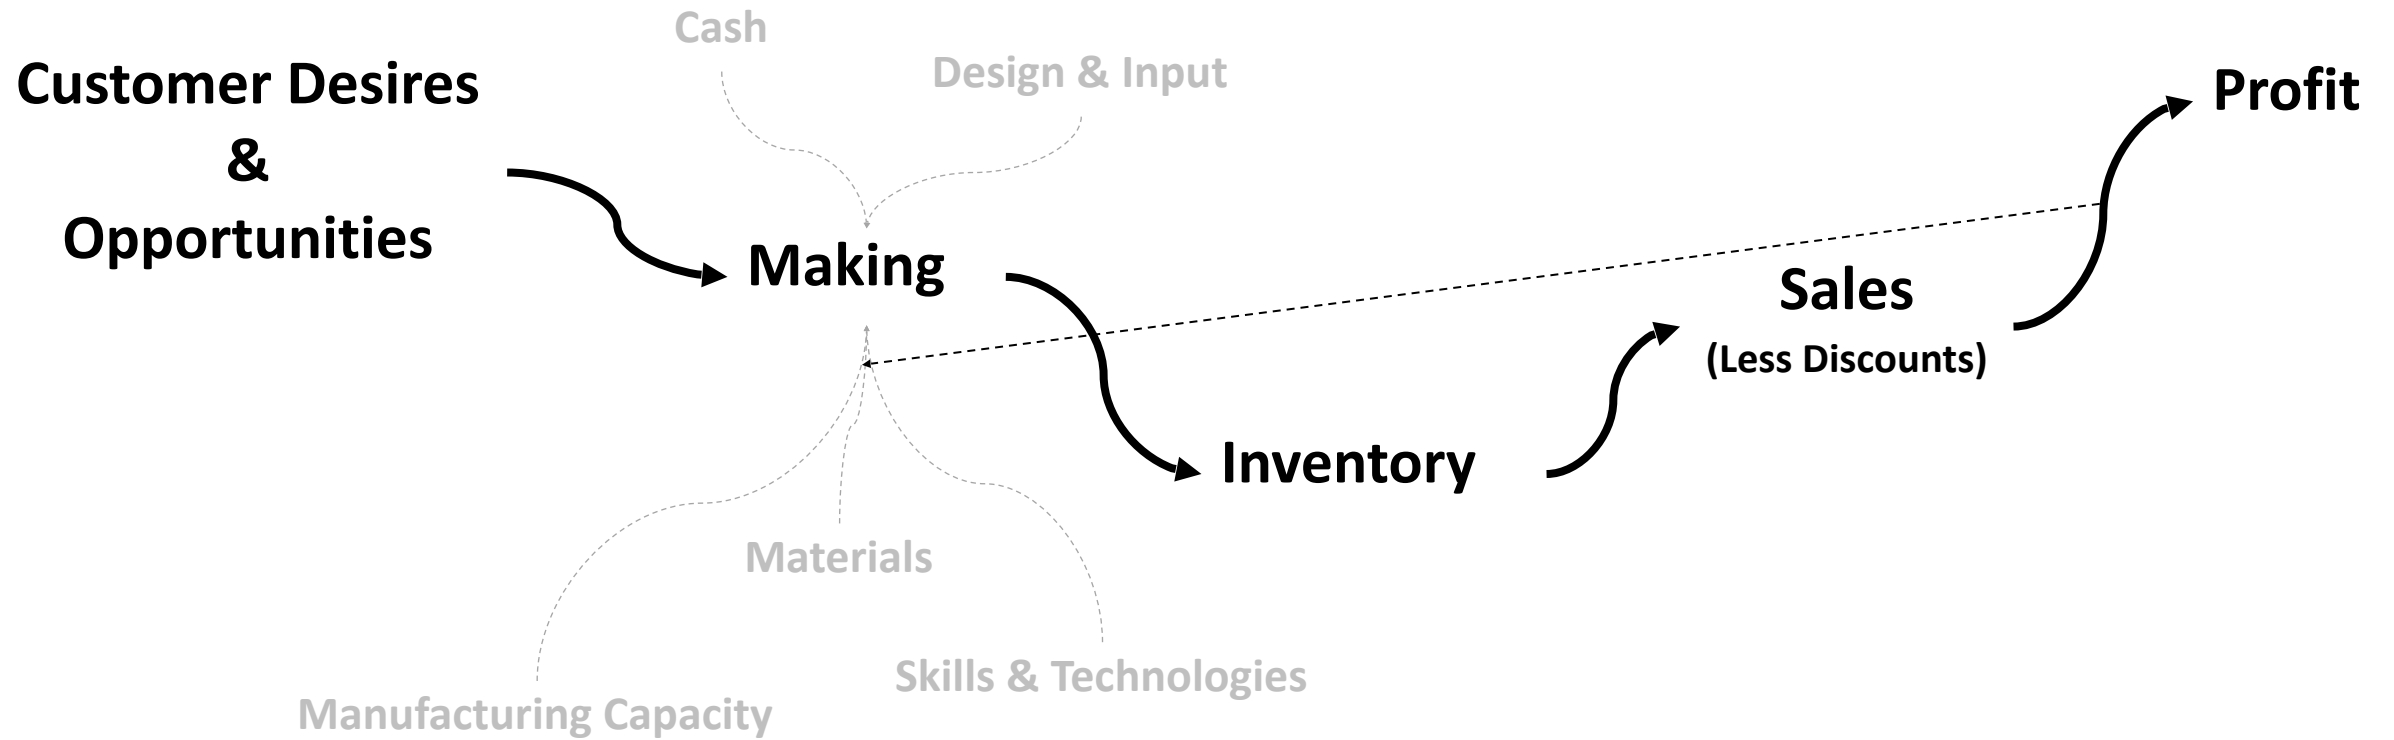 Cash
Design & Input
Customer Desires
&
Opportunities
Profit
Making
Sales
(Less Discounts)
Inventory
Materials
Skills & Technologies
Manufacturing Capacity